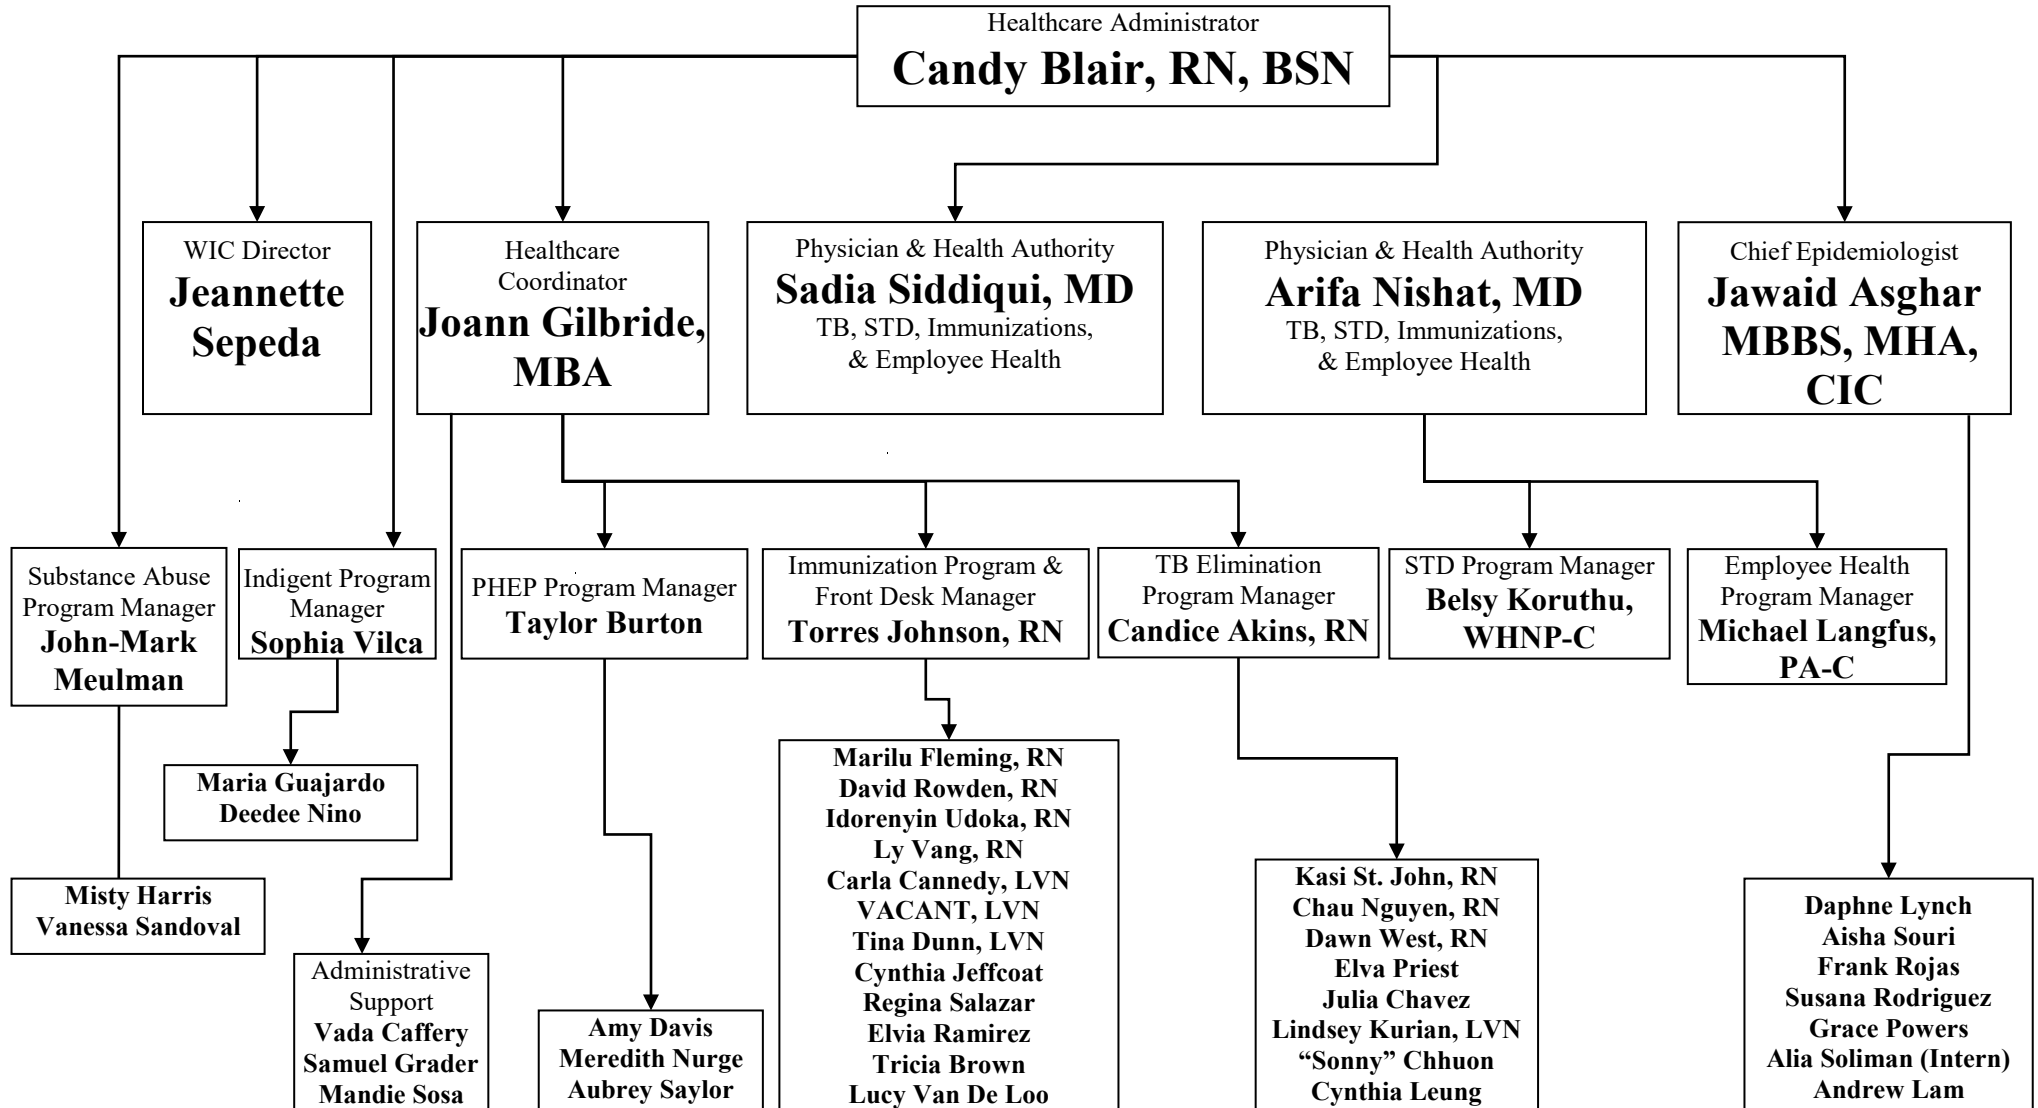 Healthcare Administrator
Candy Blair, RN, BSN
WIC Director
Jeannette
Sepeda
Healthcare
Coordinator
Joann Gilbride,
MBA
Physician & Health Authority
Sadia Siddiqui, MD
TB, STD, Immunizations,
& Employee Health
Physician & Health Authority
Arifa Nishat, MD
TB, STD, Immunizations,
& Employee Health
Chief Epidemiologist
Jawaid Asghar
MBBS, MHA,
CIC
Substance Abuse
Program Manager
John-Mark
Meulman
Indigent Program
Manager
Sophia Vilca
PHEP Program Manager
Taylor Burton
Immunization Program &
Front Desk Manager
Torres Johnson, RN
TB Elimination
Program Manager
Candice Akins, RN
STD Program Manager
Belsy Koruthu,
WHNP-C
Employee Health
Program Manager
Michael Langfus,
PA-C
Maria Guajardo
Deedee Nino
Misty Harris
Vanessa Sandoval
Administrative
Support
Vada Caffery
Samuel Grader
Mandie Sosa
Amy Davis
Meredith Nurge
Aubrey Saylor
Marilu Fleming, RN
David Rowden, RN
Idorenyin Udoka, RN
Ly Vang, RN
Carla Cannedy, LVN
VACANT, LVN
Tina Dunn, LVN
Cynthia Jeffcoat
Regina Salazar
Elvia Ramirez
Tricia Brown
Lucy Van De Loo
Kasi St. John, RN
Chau Nguyen, RN
Dawn West, RN
Elva Priest
Julia Chavez
Lindsey Kurian, LVN
“Sonny” Chhuon
Cynthia Leung
Daphne Lynch
Aisha Souri
Frank Rojas
Susana Rodriguez
Grace Powers
Alia Soliman (Intern)
Andrew Lam